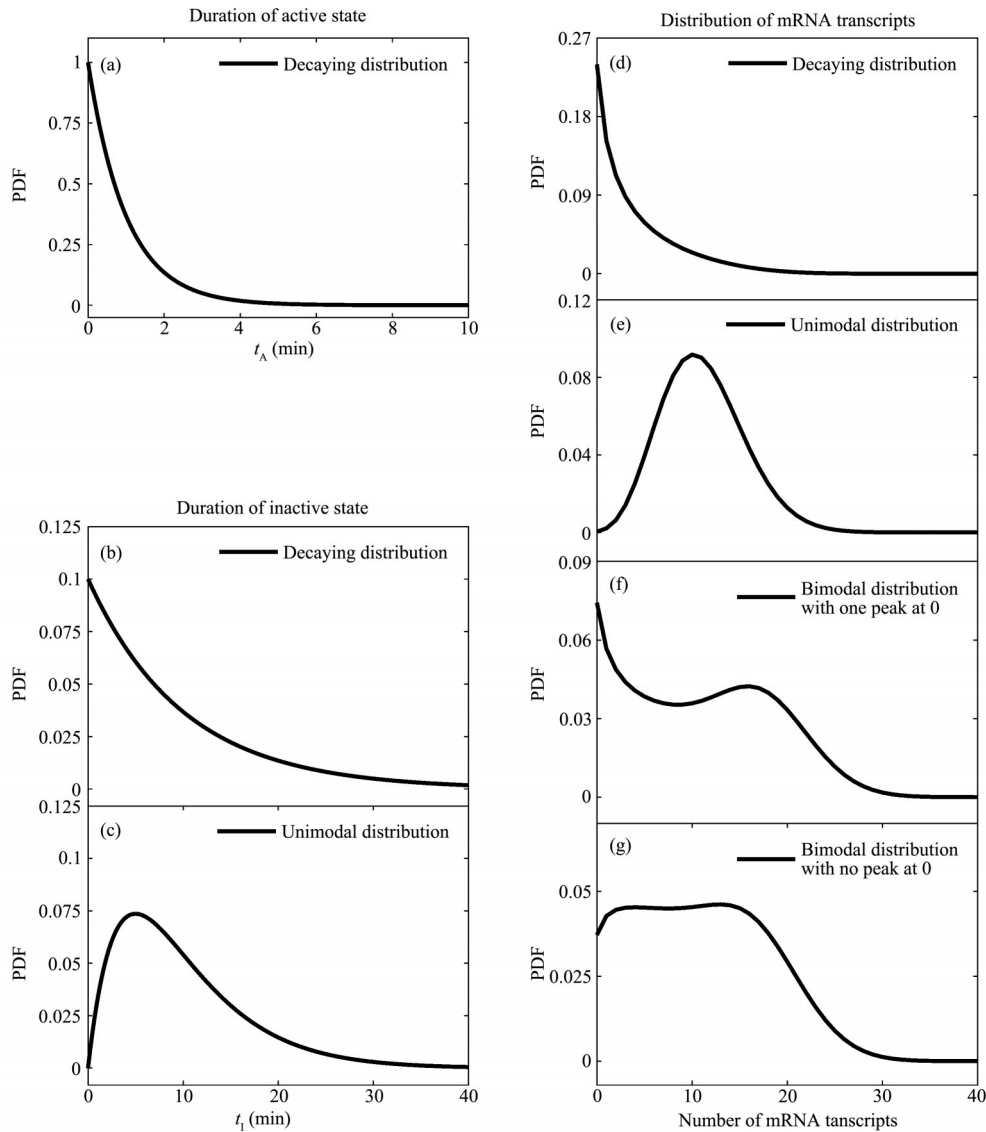 Duration of active state
(a)
Decaying distribution
1
0.75
0.5
0.25
0
PDF
0 2 4 6 8 10
t_A (min)
Duration of inactive state
0.125
(b)
Decaying distribution
0.1
0.075
0.05
0.025
0
PDF
0.125
(c)
Unimodal distribution
0.1
0.075
0.05
0.025
0
PDF
0 10 20 30 40
t_I (min)
Distribution of mRNA transcripts
0.27
(d)
Decaying distribution
0.18
0.09
0
PDF
0.12
(e)
Unimodal distribution
0.08
0.04
0
PDF
0.09
(f)
Bimodal distribution
with one peak at 0
0.06
0.03
0
PDF
(g)
Bimodal distribution
with no peak at 0
0.05
0.025
0
PDF
0 10 20 30 40
Number of mRNA tanscripts